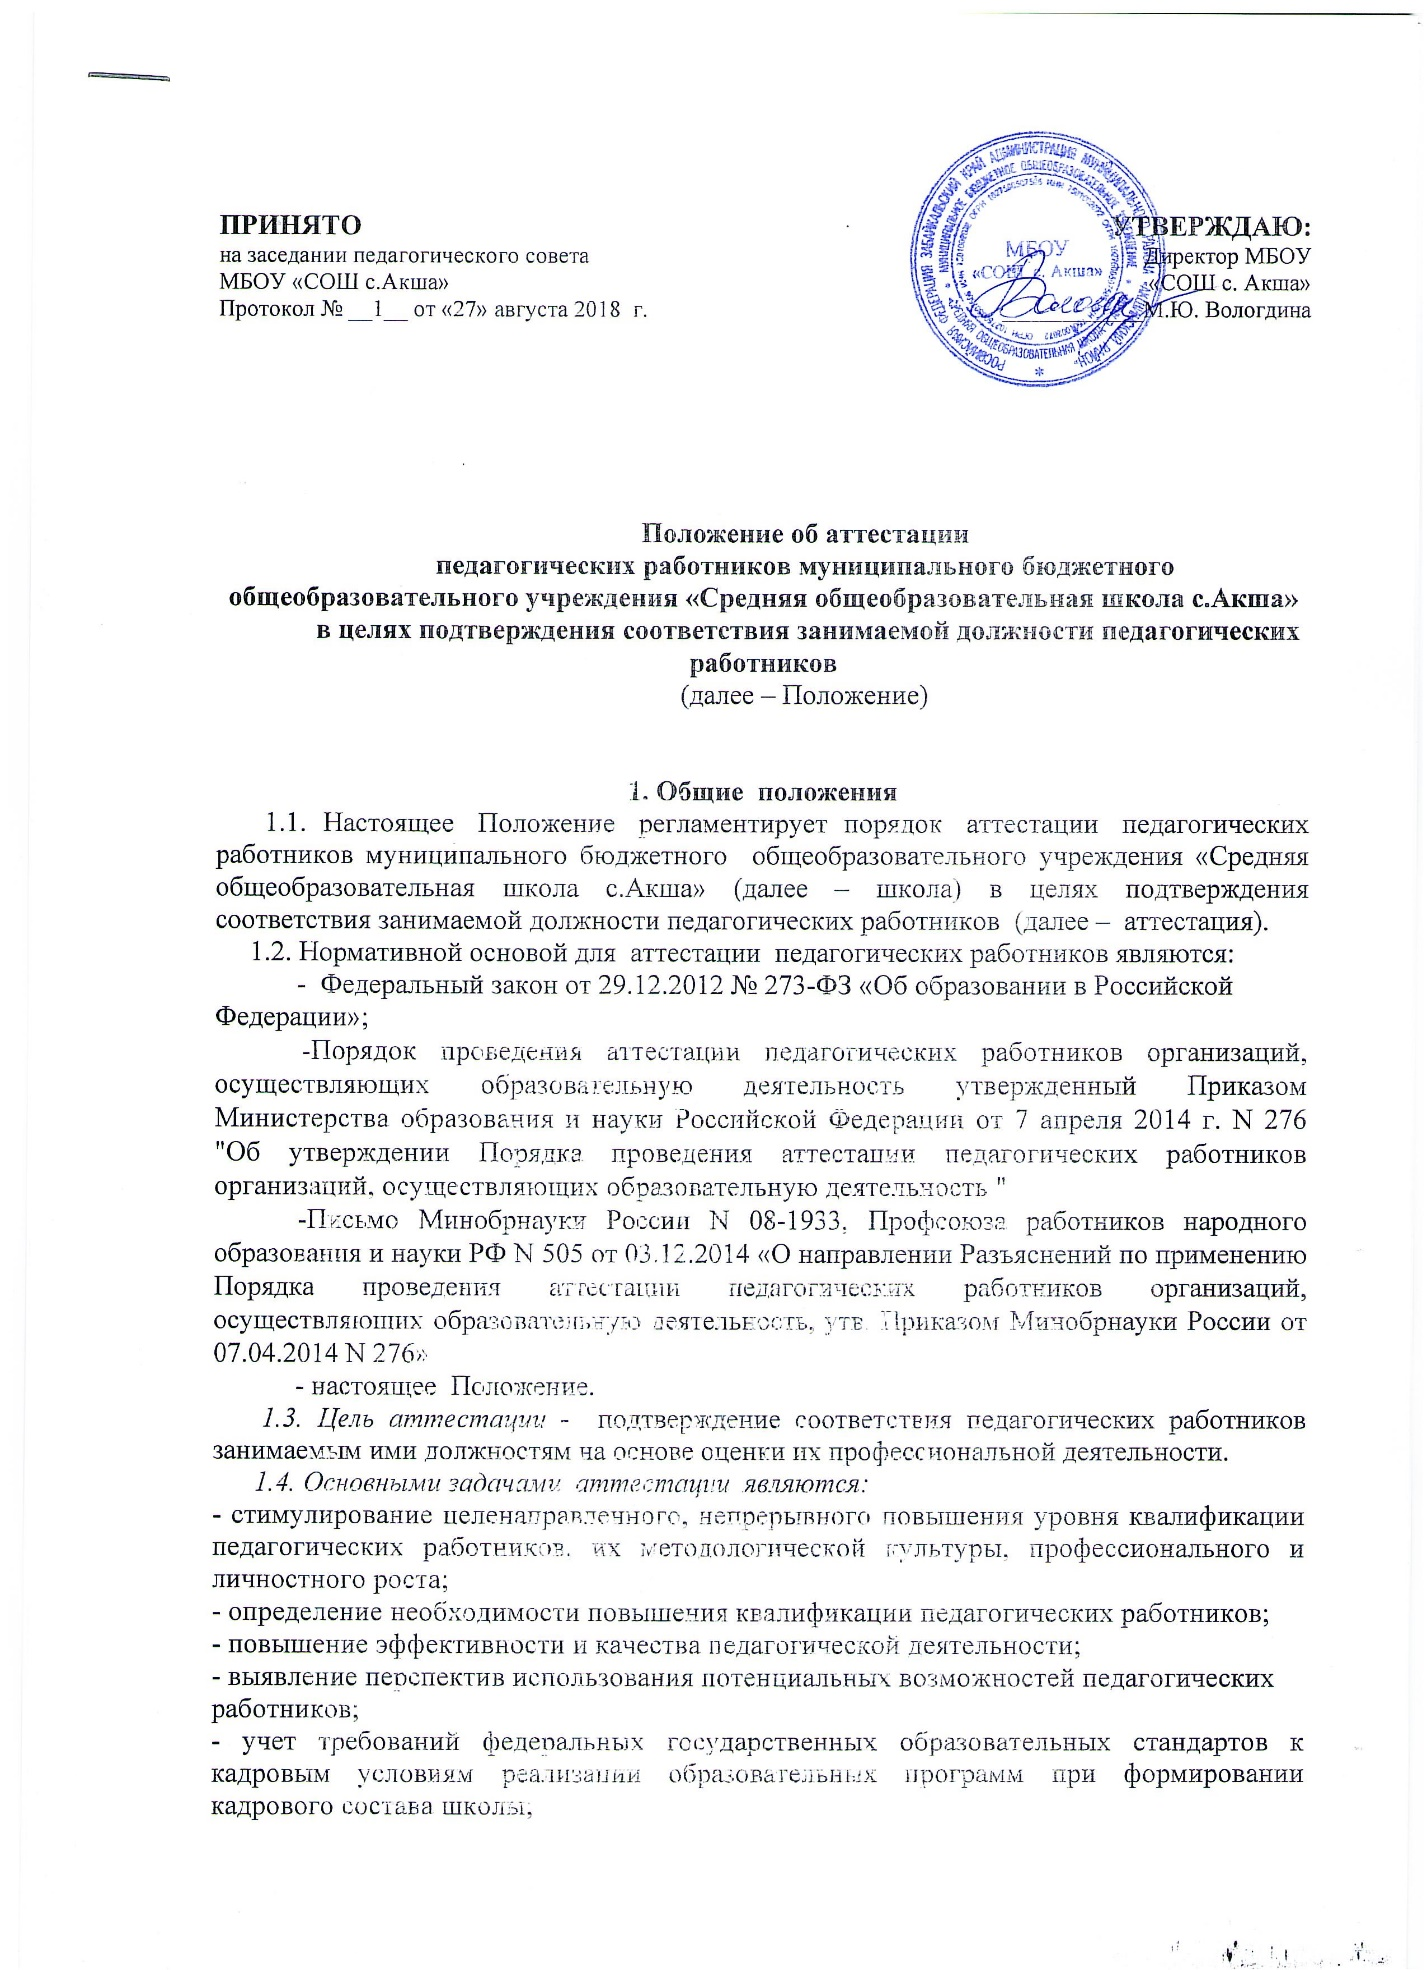 ПРИНЯТО
на заседании педагогического совета
МБОУ «СОШ с.Акша»
Протокол № __1__ от «27» августа 2018 г.
УТВЕРЖДАЮ:
Директор МБОУ
«СОШ с. Акша»
М.Ю. Вологдина
МБОУ
«СОШ с. Акша»
Положение об аттестации
педагогических работников муниципального бюджетного
общеобразовательного учреждения «Средняя общеобразовательная школа с.Акша»
в целях подтверждения соответствия занимаемой должности педагогических
работников
(далее – Положение)
1. Общие положения
1.1. Настоящее Положение регламентирует порядок аттестации педагогических
работников муниципального бюджетного общеобразовательного учреждения «Средняя
общеобразовательная школа с.Акша» (далее – школа) в целях подтверждения
соответствия занимаемой должности педагогических работников (далее – аттестация).
1.2. Нормативной основой для аттестации педагогических работников являются:
- Федеральный закон от 29.12.2012 № 273-ФЗ «Об образовании в Российской
Федерации»;
-Порядок проведения аттестации педагогических работников организаций,
осуществляющих образовательную деятельность утвержденный Приказом
Министерства образования и науки Российской Федерации от 7 апреля 2014 г. N 276
"Об утверждении Порядка проведения аттестации педагогических работников
организаций, осуществляющих образовательную деятельность "
-Письмо Минобрнауки России N 08-1933, Профсоюза работников народного
образования и науки РФ N 505 от 03.12.2014 «О направлении Разъяснений по применению
Порядка проведения аттестации педагогических работников организаций,
осуществляющих образовательную деятельность, утв. Приказом Минобрнауки России от
07.04.2014 N 276»
- настоящее Положение.
1.3. Цель аттестации - подтверждение соответствия педагогических работников
занимаемым ими должностям на основе оценки их профессиональной деятельности.
1.4. Основными задачами аттестации являются:
- стимулирование целенаправленного, непрерывного повышения уровня квалификации
педагогических работников, их методологической культуры, профессионального и
личностного роста;
- определение необходимости повышения квалификации педагогических работников;
- повышение эффективности и качества педагогической деятельности;
- выявление перспектив использования потенциальных возможностей педагогических
работников;
- учет требований федеральных государственных образовательных стандартов к
кадровым условиям реализации образовательных программ при формировании
кадрового состава школы;